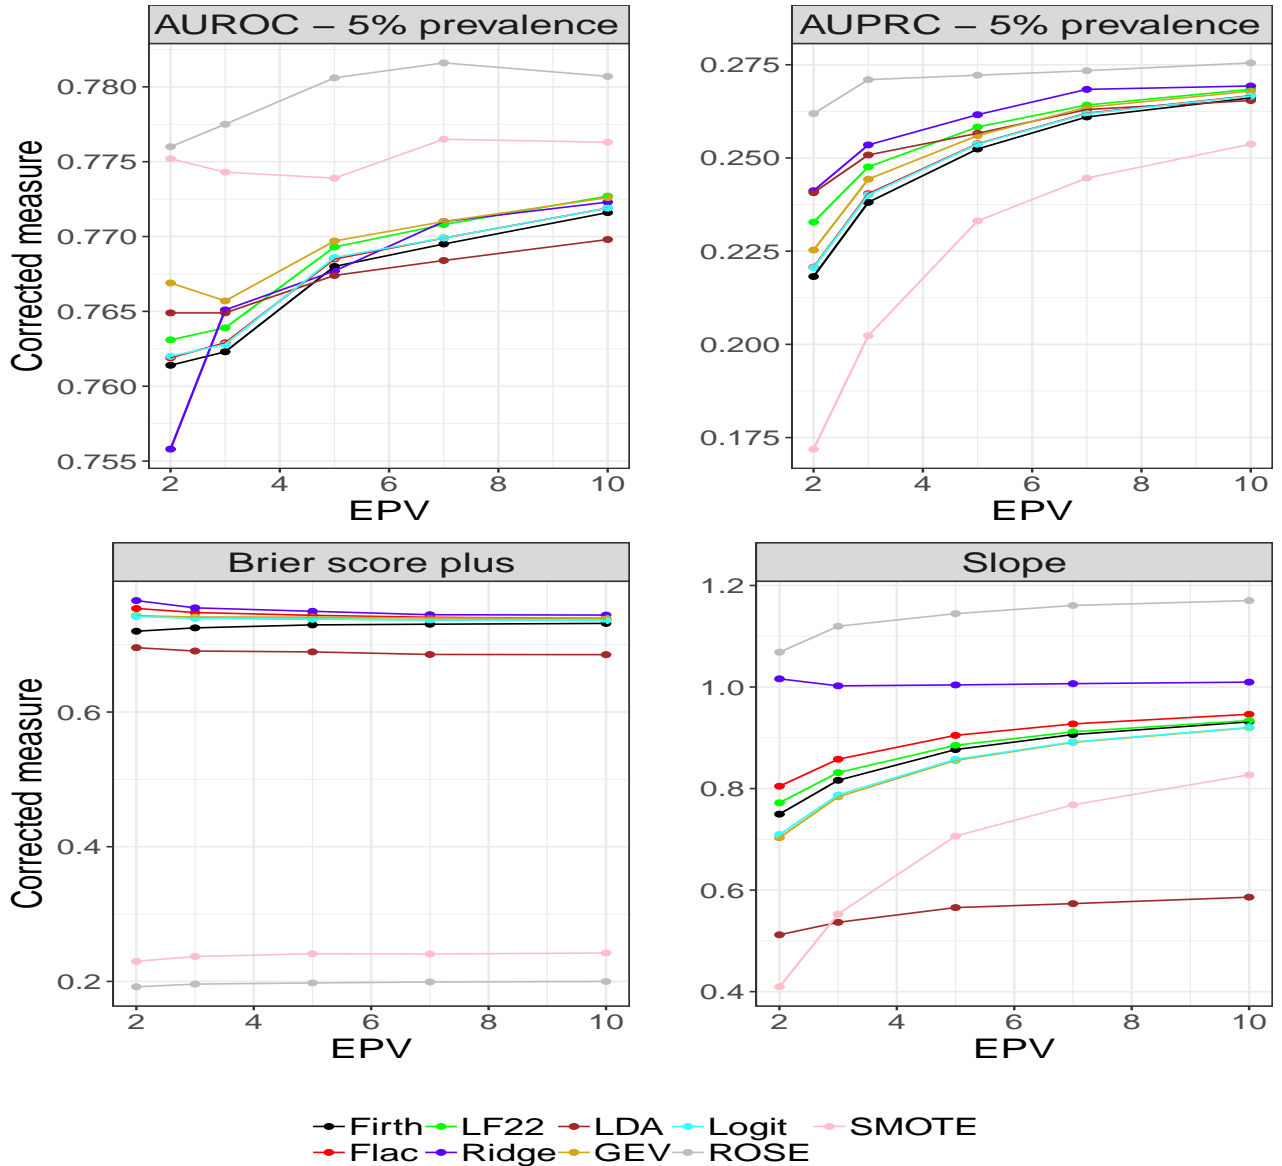 AUROC – 5% prevalence
AUPRC – 5% prevalence
Corrected measure
0.780
0.775
0.770
0.765
0.760
0.755
2 4 6 8 10
EPV
0.275
0.250
0.225
0.200
0.175
2 4 6 8 10
EPV
Brier score plus
Slope
Corrected measure
0.6
0.4
0.2
2 4 6 8 10
EPV
1.2
1.0
0.8
0.6
0.4
2 4 6 8 10
EPV
Firth LF22 LDA Logit SMOTE
Flac Ridge GEV ROSE